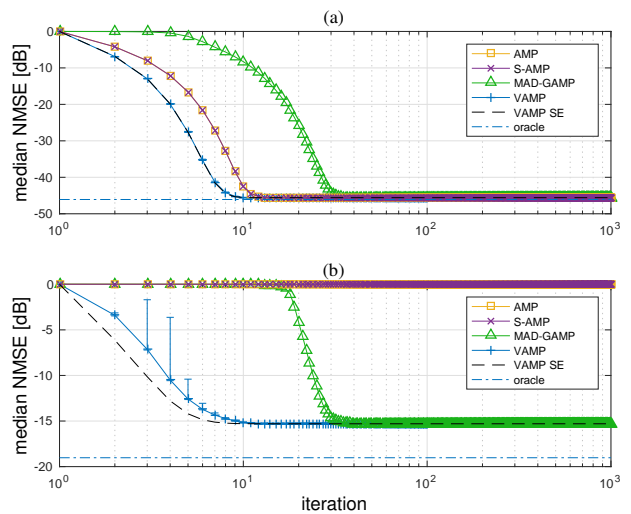 (a)
median NMSE [dB]
0
-10
-20
-30
-40
-50
AMP
S-AMP
MAD-GAMP
VAMP
VAMP SE
oracle
10^0
10^1
10^2
10^3
(b)
median NMSE [dB]
0
-5
-10
-15
-20
AMP
S-AMP
MAD-GAMP
VAMP
VAMP SE
oracle
10^0
10^1
10^2
10^3
iteration